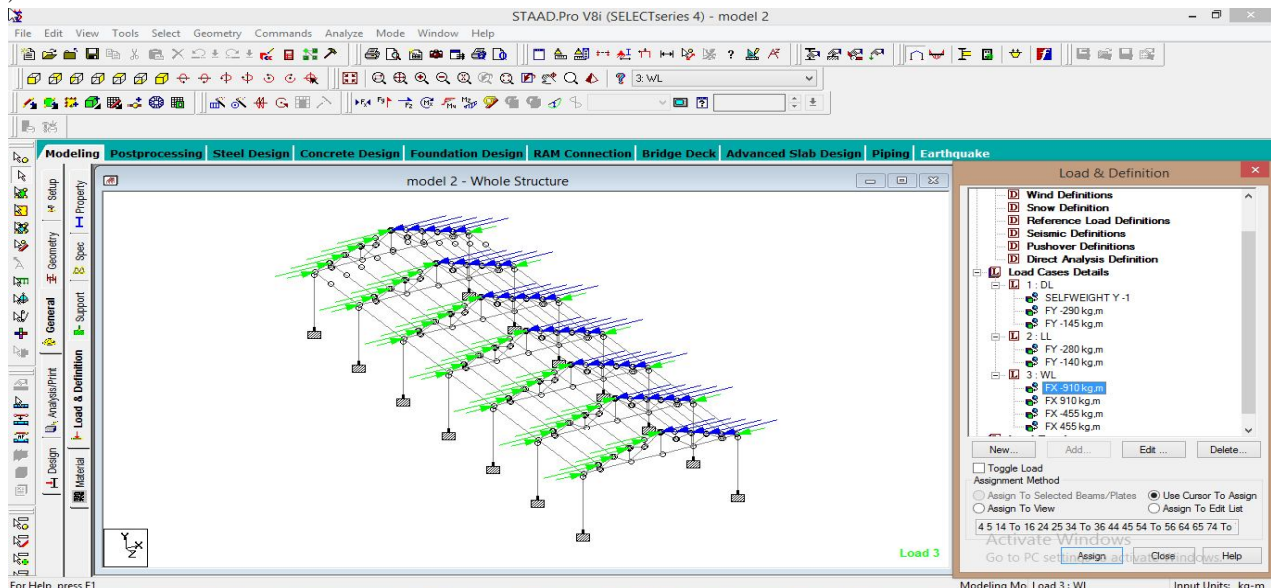 STAAD.Pro V8i (SELECTseries 4) - model 2
File Edit View Tools Select Geometry Commands Analyze Mode Window Help
3: WL
Modeling Postprocessing Steel Design Concrete Design Foundation Design RAM Connection Bridge Deck Advanced Slab Design Piping Earthquake
model 2 - Whole Structure
Setup
Geometry
General
Analysis/Print
Design
Property
Spec
Support
Load & Definition
Material
Y
X
Z
Load 3
Load & Definition
Wind Definitions
Snow Definition
Reference Load Definitions
Seismic Definitions
Pushover Definitions
Direct Analysis Definition
Load Cases Details
1 : DL
SELFWEIGHT Y -1
FY -290 kg,m
FY -145 kg,m
2 : LL
FY -280 kg,m
FY -140 kg,m
3 : WL
FX -910 kg,m
FX 910 kg,m
FX -455 kg,m
FX 455 kg,m
New... Add... Edit ... Delete...
Toggle Load
Assignment Method
Assign To Selected Beams/Plates Use Cursor To Assign
Assign To View Assign To Edit List
4 5 14 To 16 24 25 34 To 36 44 45 54 To 56 64 65 74 To
Activate Windows
Go to PC settings to activate Windows.
Assign Close Help
For Help, press F1 Modeling Mo Load 3 : WL Input Units: kg-m